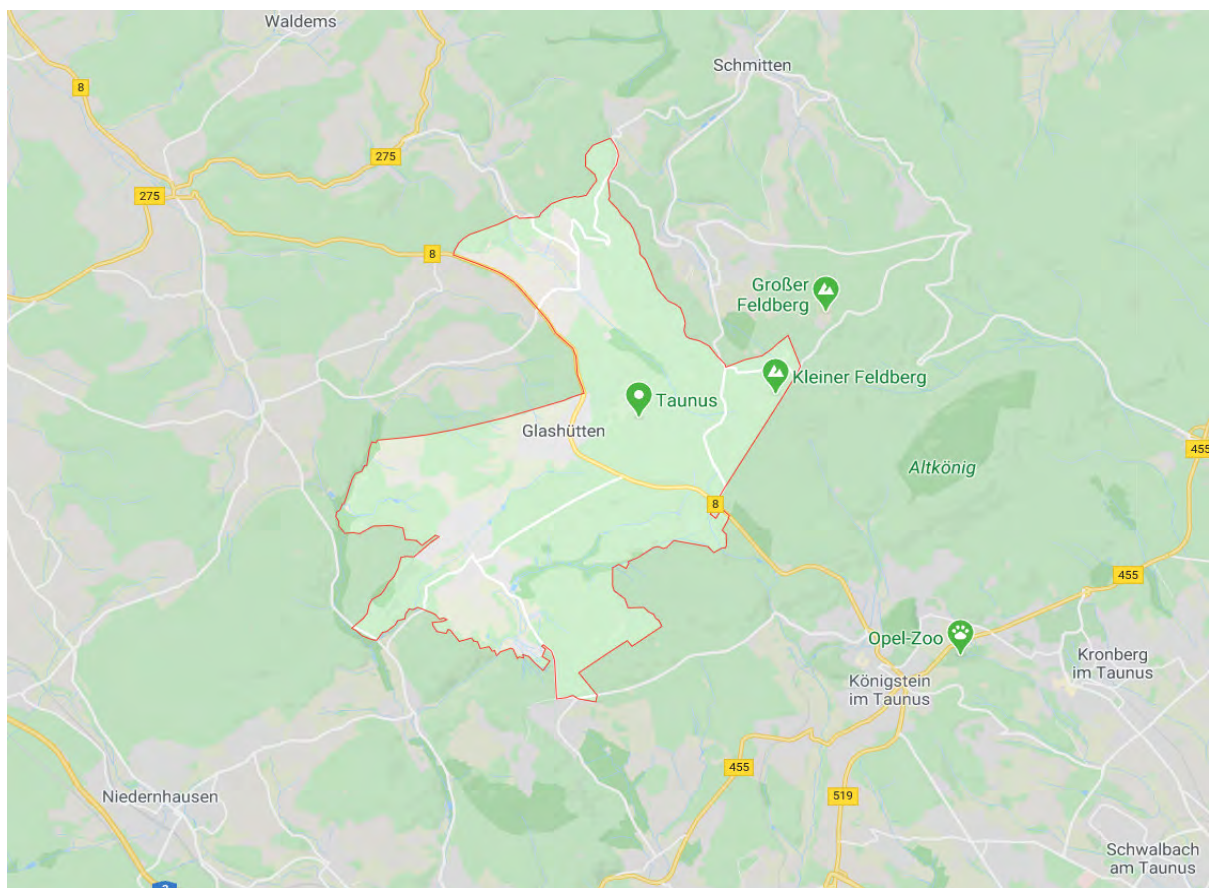 Waldems
Schmitten
8
275
275
8
Großer
Feldberg
Kleiner Feldberg
Taunus
Glashütten
455
Altkönig
8
455
Opel-Zoo
Kronberg
im Taunus
Königstein
im Taunus
455
519
Niedernhausen
Schwalbach
am Taunus